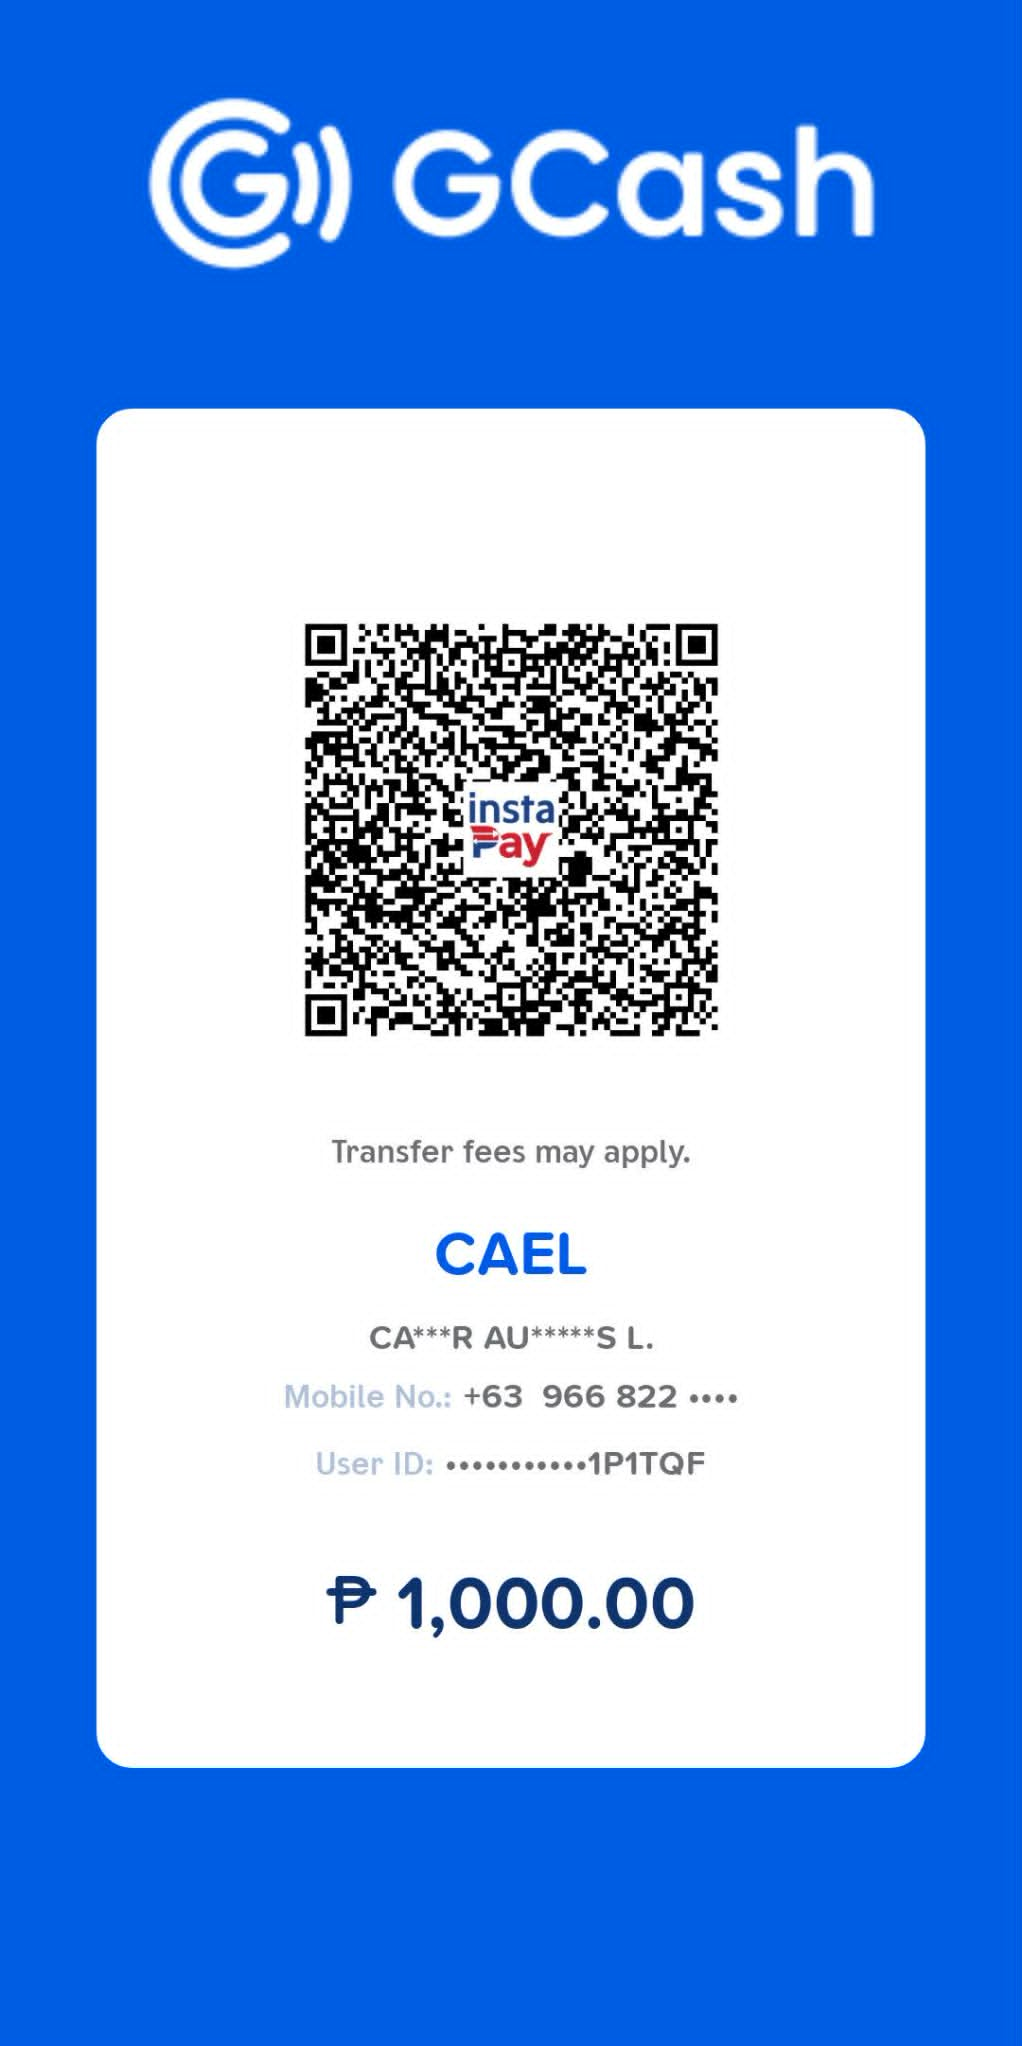 GCash
insta
Pay
Transfer fees may apply.
CAEL
CA***R AU*****S L.
Mobile No.: +63  966 822 ••••
User ID: •••••••••••1P1TQF
₱ 1,000.00